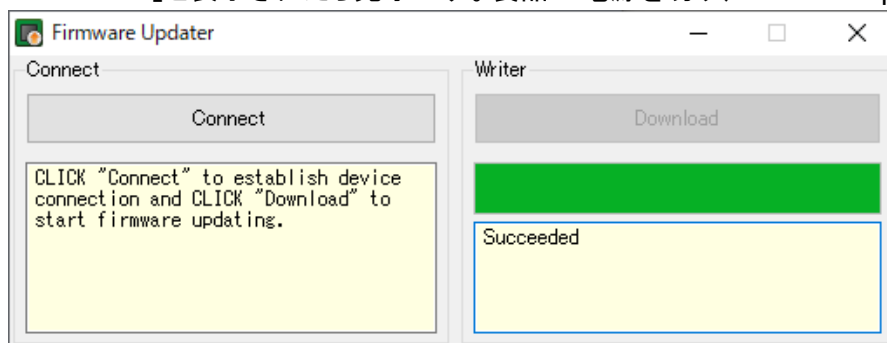 Firmware Updater
Connect
Writer
Connect
Download
CLICK "Connect" to establish device
connection and CLICK "Download" to
start firmware updating.
Succeeded